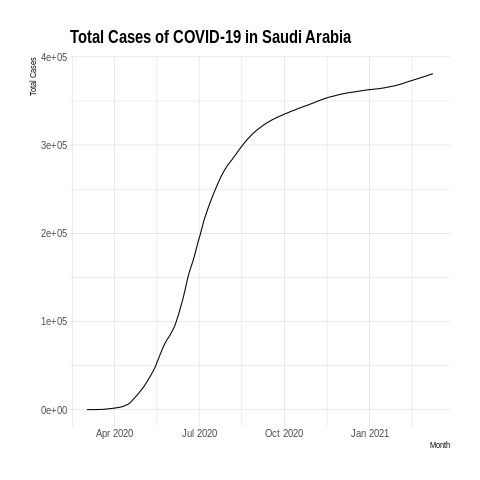 Total Cases of COVID-19 in Saudi Arabia
Total Cases
4e+05
3e+05
2e+05
1e+05
0e+00
Apr 2020 Jul 2020 Oct 2020 Jan 2021
Month